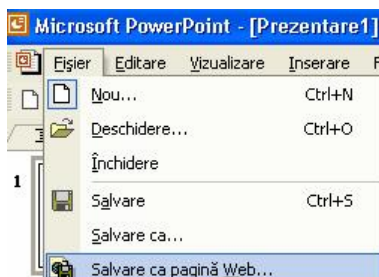 Microsoft PowerPoint - [Prezentare1]
Fişier Editare Vizualizare Inserare F
Nou... Ctrl+N
Deschidere... Ctrl+O
Închidere
1
Salvare Ctrl+S
Salvare ca...
Salvare ca pagină Web...